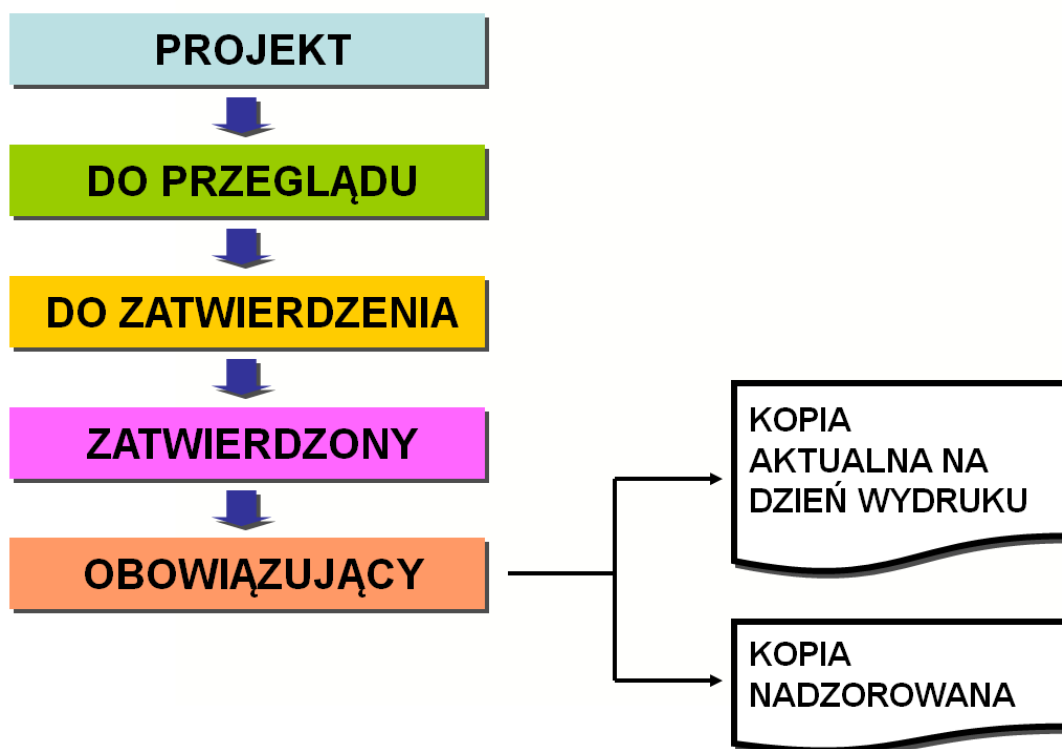 PROJEKT
DO PRZEGLĄDU
DO ZATWIERDZENIA
ZATWIERDZONY
OBOWIĄZUJĄCY
KOPIA
AKTUALNA NA
DZIEŃ WYDRUKU
KOPIA
NADZOROWANA